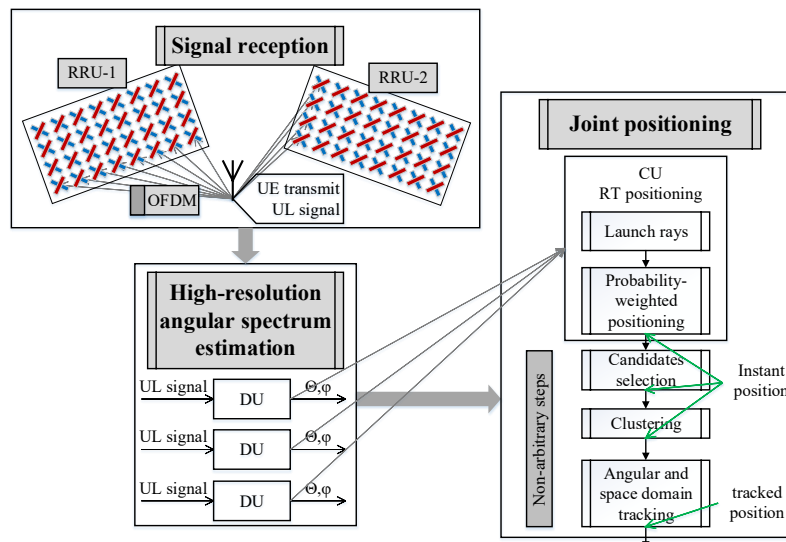 Signal reception
RRU-1
RRU-2
OFDM
UE transmit
UL signal
High-resolution
angular spectrum
estimation
UL signal
DU
Θ,φ
UL signal
DU
Θ,φ
UL signal
DU
Θ,φ
Joint positioning
CU
RT positioning
Launch rays
Probability-
weighted
positioning
Candidates
selection
Clustering
Angular and
space domain
tracking
Non-arbitrary steps
Instant
position
tracked
position